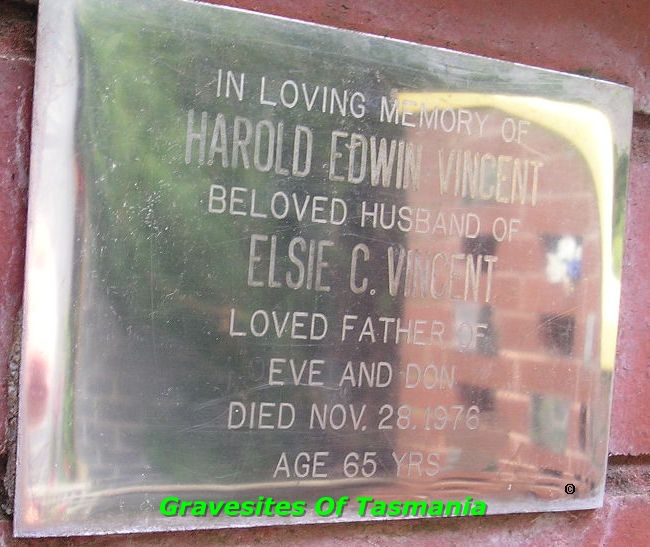 IN LOVING MEMORY OF
HAROLD EDWIN VINCENT
BELOVED HUSBAND OF
ELSIE C. VINCENT
LOVED FATHER OF
EVE AND DON
DIED NOV. 28. 1976
AGE 65 YRS
©
Gravesites Of Tasmania